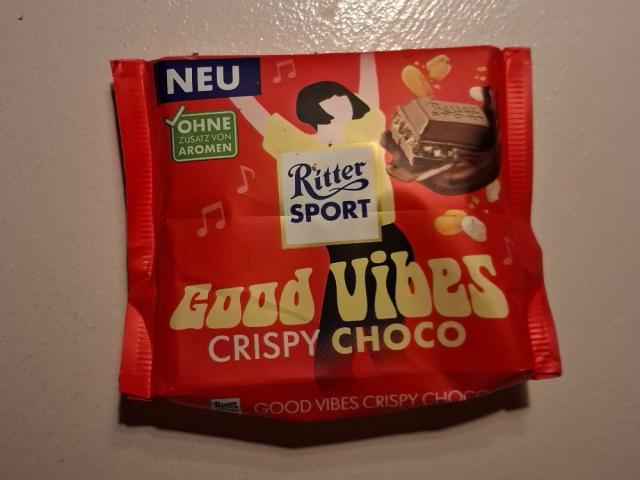 NEU
OHNE
ZUSATZ VON
AROMEN
Ritter
SPORT
Good Vibes
CRISPY CHOCO
GOOD VIBES CRISPY CHOCO